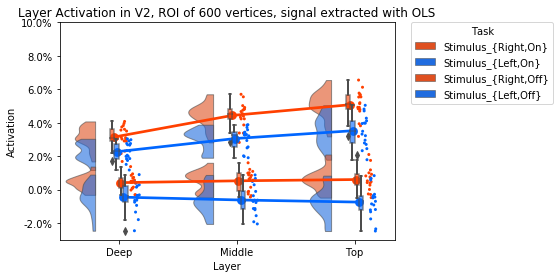 Layer Activation in V2, ROI of 600 vertices, signal extracted with OLS
Task
Stimulus_{Right,On}
Stimulus_{Left,On}
Stimulus_{Right,Off}
Stimulus_{Left,Off}
Activation
10.0%
8.0%
6.0%
4.0%
2.0%
0.0%
-2.0%
Deep
Middle
Top
Layer